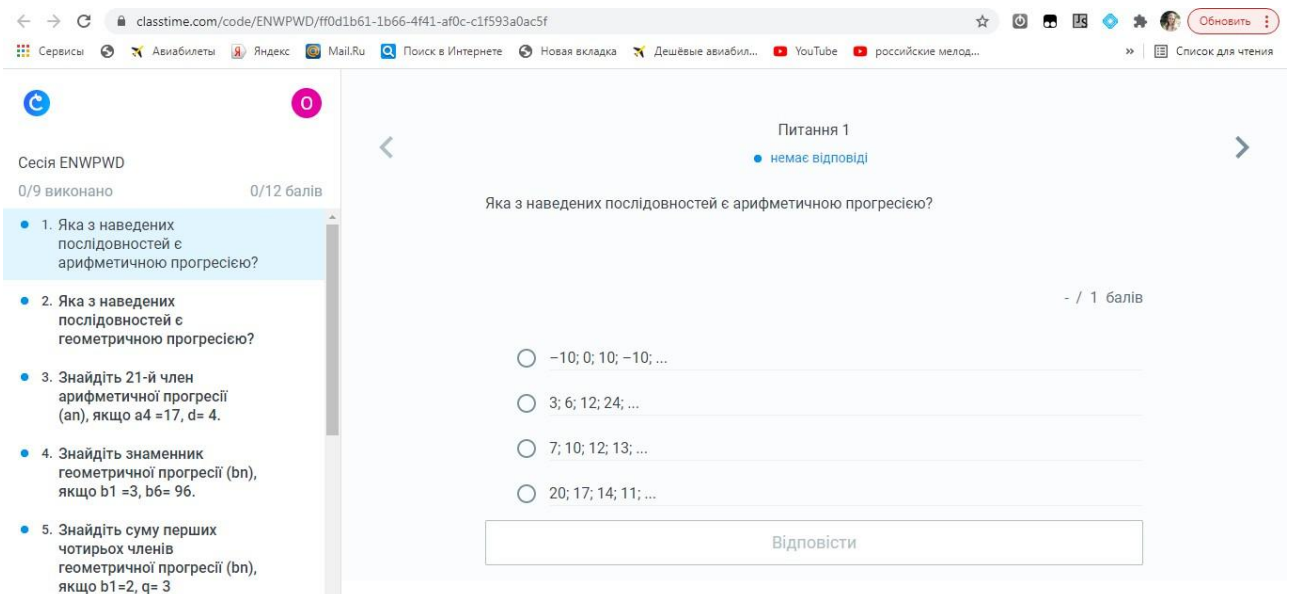 classtime.com/code/ENWPWD/ff0d1b61-1b66-4f41-af0c-c1f593a0ac5f
Обновить
Сервисы Авиабилеты Яндекс Mail.Ru Поиск в Интернете Новая вкладка Дешёвые авиабил... YouTube российские мелод... » Список для чтения
О
Сесія ENWPWD
0/9 виконано 0/12 балів
1. Яка з наведених
послідовностей є
арифметичною прогресією?
2. Яка з наведених
послідовностей є
геометричною прогресією?
3. Знайдіть 21-й член
арифметичної прогресії
(an), якщо a4 =17, d= 4.
4. Знайдіть знаменник
геометричної прогресії (bn),
якщо b1 =3, b6= 96.
5. Знайдіть суму перших
чотирьох членів
геометричної прогресії (bn),
якщо b1=2, q= 3
Питання 1
немає відповіді
Яка з наведених послідовностей є арифметичною прогресією?
- / 1 балів
−10; 0; 10; −10; ...
3; 6; 12; 24; ...
7; 10; 12; 13; ...
20; 17; 14; 11; ...
Відповісти